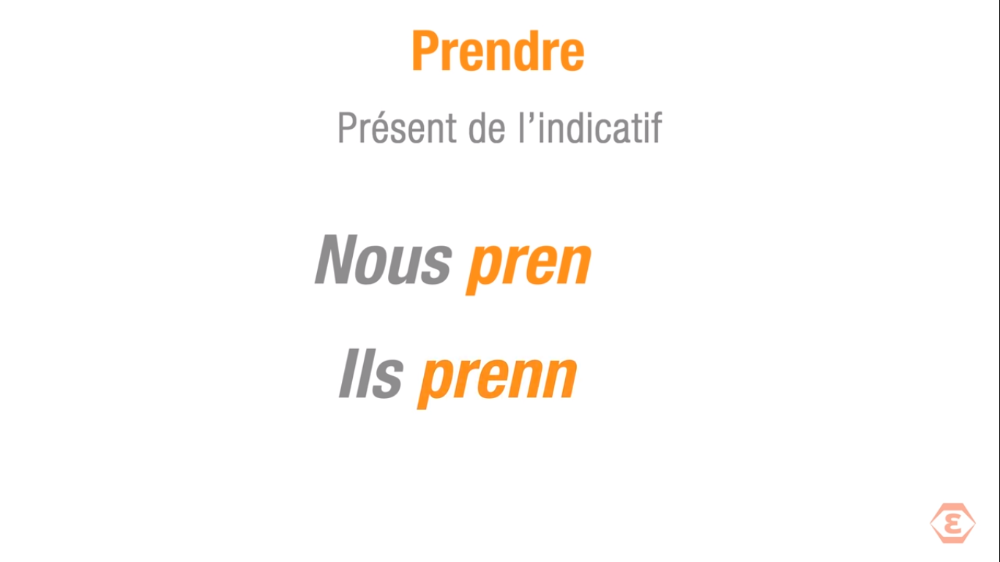 Prendre
Présent de l’indicatif
Nous pren
Ils prenn